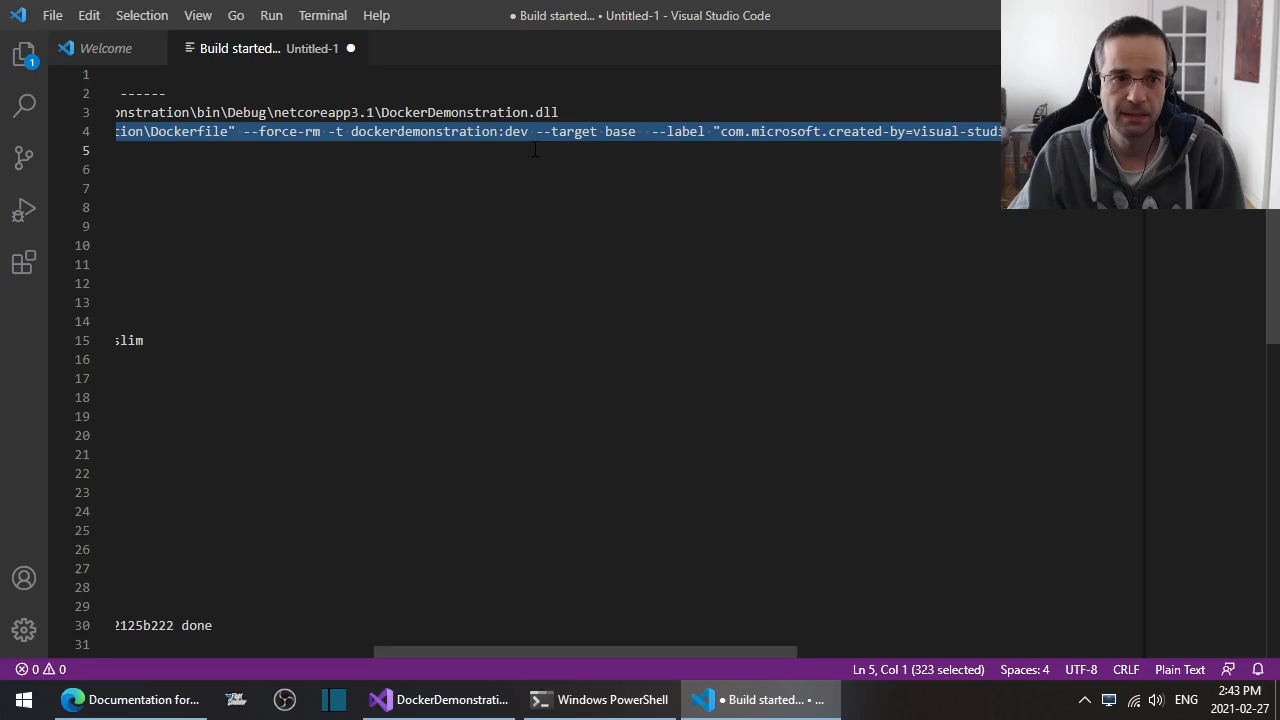 File Edit Selection View Go Run Terminal Help
● Build started... • Untitled-1 - Visual Studio Code
Welcome
Build started... Untitled-1 ●
1
2 ------
3 onstration\bin\Debug\netcoreapp3.1\DockerDemonstration.dll
4 tion\Dockerfile" --force-rm -t dockerdemonstration:dev --target base --label "com.microsoft.created-by=visual-studi
5
6
7
8
9
10
11
12
13
14
15 slim
16
17
18
19
20
21
22
23
24
25
26
27
28
29
30 2125b222 done
31
1
0 0
Ln 5, Col 1 (323 selected) Spaces: 4 UTF-8 CRLF Plain Text
Documentation for...
DockerDemonstrati...
Windows PowerShell
● Build started... • ...
ENG
2:43 PM
2021-02-27